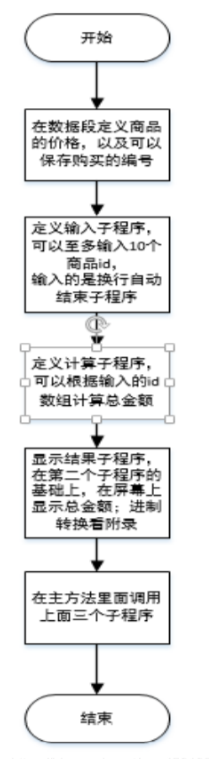 开始
在数据段定义商品
的价格，以及可以
保存购买的编号
定义输入子程序，
可以至多输入10个
商品id，
输入的是换行自动
结束子程序
定义计算子程序，
可以根据输入的id
数组计算总金额
显示结果子程序，
在第二个子程序的
基础上，在屏幕上
显示总金额；进制
转换看附录
在主方法里面调用
上面三个子程序
结束